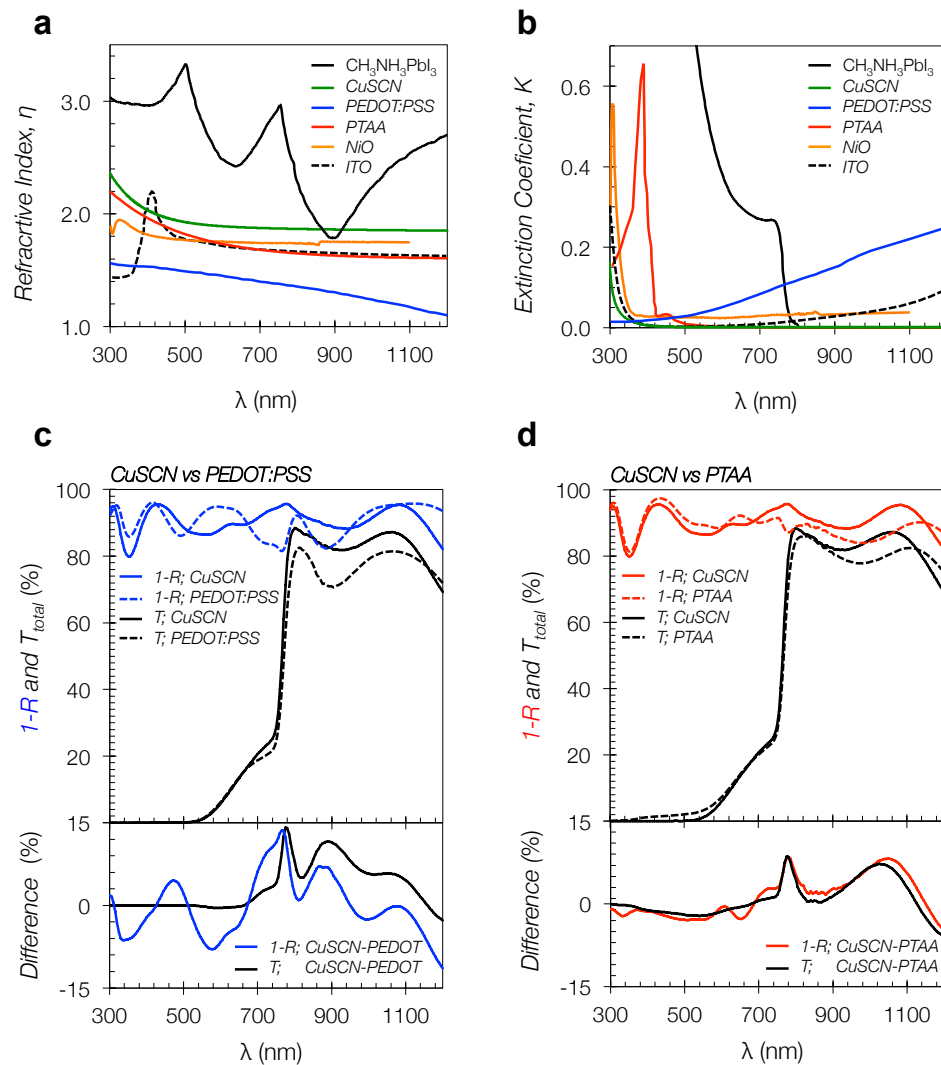 a
Refracrtive Index, η
3.0
2.0
1.0
CH₃NH₃PbI₃
CuSCN
PEDOT:PSS
PTAA
NiO
ITO
300 500 700 900 1100
λ (nm)
b
Extinction Coeficient, K
0.6
0.4
0.2
0.0
CH₃NH₃PbI₃
CuSCN
PEDOT:PSS
PTAA
NiO
ITO
300 500 700 900 1100
λ (nm)
c
CuSCN vs PEDOT:PSS
1-R and T_total (%)
100
80
60
40
20
1-R; CuSCN
1-R; PEDOT:PSS
T; CuSCN
T; PEDOT:PSS
Difference (%)
15
0
-15
1-R; CuSCN-PEDOT
T; CuSCN-PEDOT
300 500 700 900 1100
λ (nm)
d
CuSCN vs PTAA
1-R and T_total (%)
100
80
60
40
20
0
1-R; CuSCN
1-R; PTAA
T; CuSCN
T; PTAA
Difference (%)
15
0
-15
1-R; CuSCN-PTAA
T; CuSCN-PTAA
300 500 700 900 1100
λ (nm)